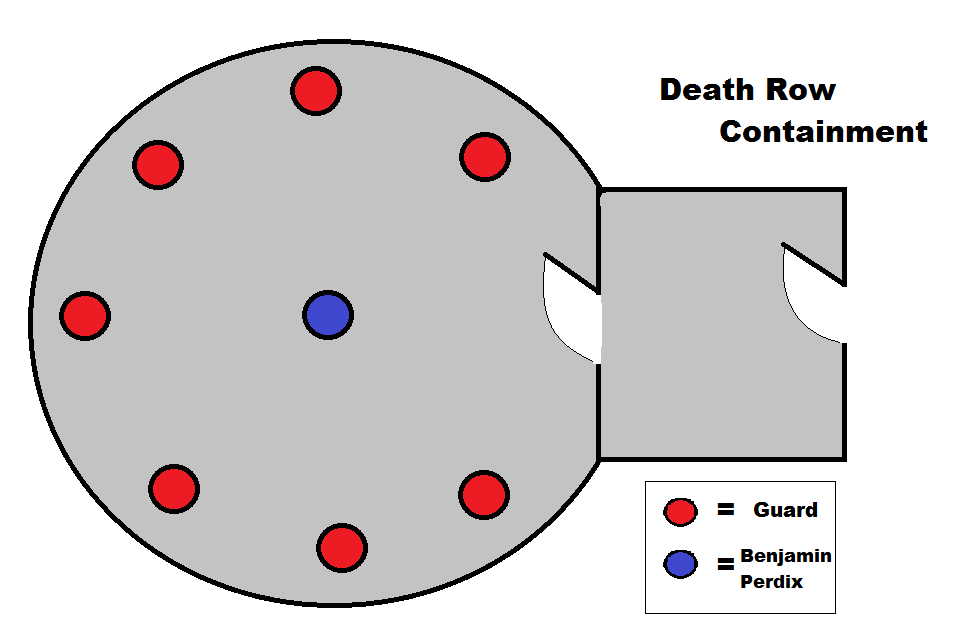 Death Row
Containment
= Guard
= Benjamin
Perdix